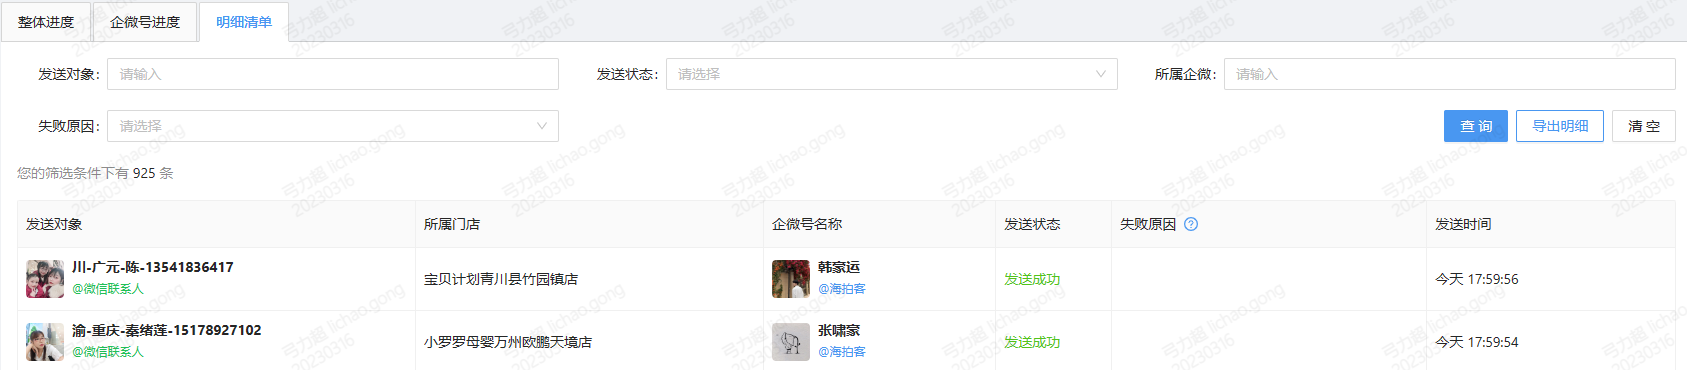 整体进度 企微号进度 明细清单
发送对象： 请输入 发送状态： 请选择 所属企微： 请输入
失败原因： 请选择 查 询 导出明细 清 空
您的筛选条件下有 925 条
发送对象 所属门店 企微号名称 发送状态 失败原因 ? 发送时间
川-广元-陈-13541836417 韩家运
@微信联系人 宝贝计划青川县竹园镇店 @海拍客 发送成功 今天 17:59:56
渝-重庆-秦绪莲-15178927102 张啸家
@微信联系人 小罗罗母婴万州欧鹏天境店 @海拍客 发送成功 今天 17:59:54
弓力超 lichao.gong
20230316